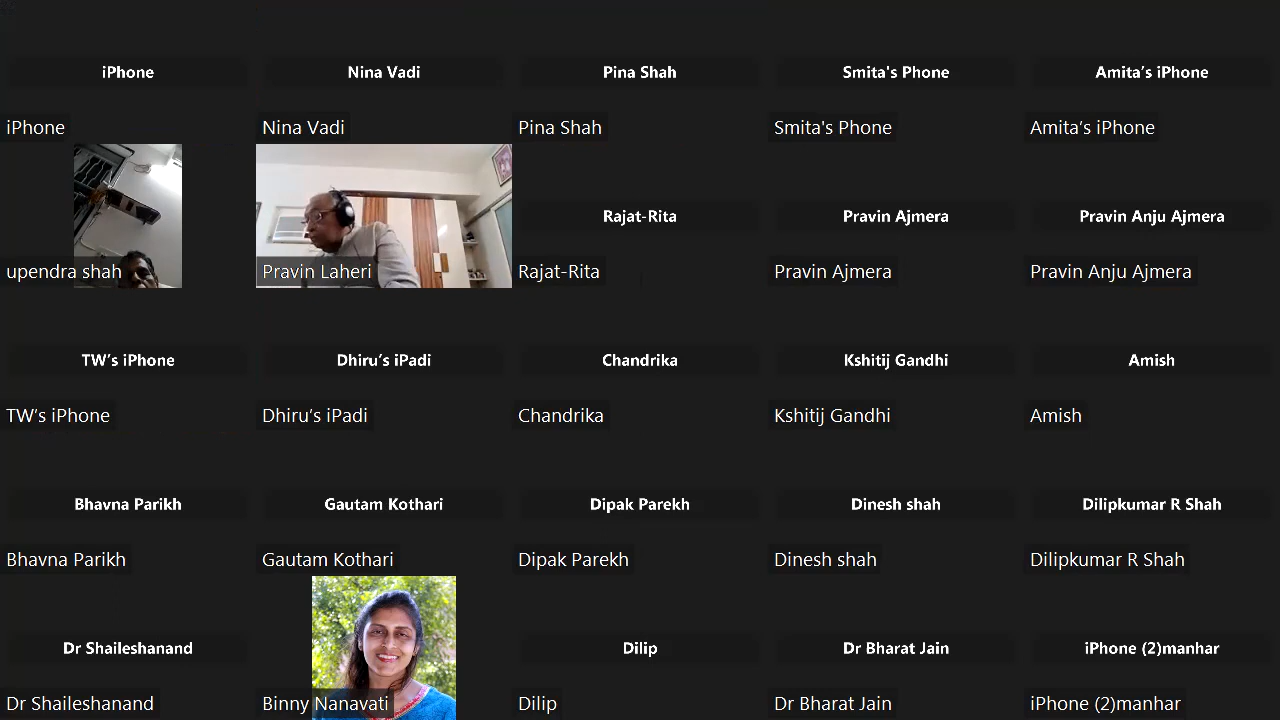 iPhone
Nina Vadi
Pina Shah
Smita's Phone
Amita’s iPhone
iPhone
Nina Vadi
Pina Shah
Smita's Phone
Amita’s iPhone
Rajat-Rita
Pravin Ajmera
Pravin Anju Ajmera
upendra shah
Pravin Laheri
Rajat-Rita
Pravin Ajmera
Pravin Anju Ajmera
TW’s iPhone
Dhiru’s iPadi
Chandrika
Kshitij Gandhi
Amish
TW’s iPhone
Dhiru’s iPadi
Chandrika
Kshitij Gandhi
Amish
Bhavna Parikh
Gautam Kothari
Dipak Parekh
Dinesh shah
Dilipkumar R Shah
Bhavna Parikh
Gautam Kothari
Dipak Parekh
Dinesh shah
Dilipkumar R Shah
Dr Shaileshanand
Dilip
Dr Bharat Jain
iPhone (2)manhar
Dr Shaileshanand
Binny Nanavati
Dilip
Dr Bharat Jain
iPhone (2)manhar